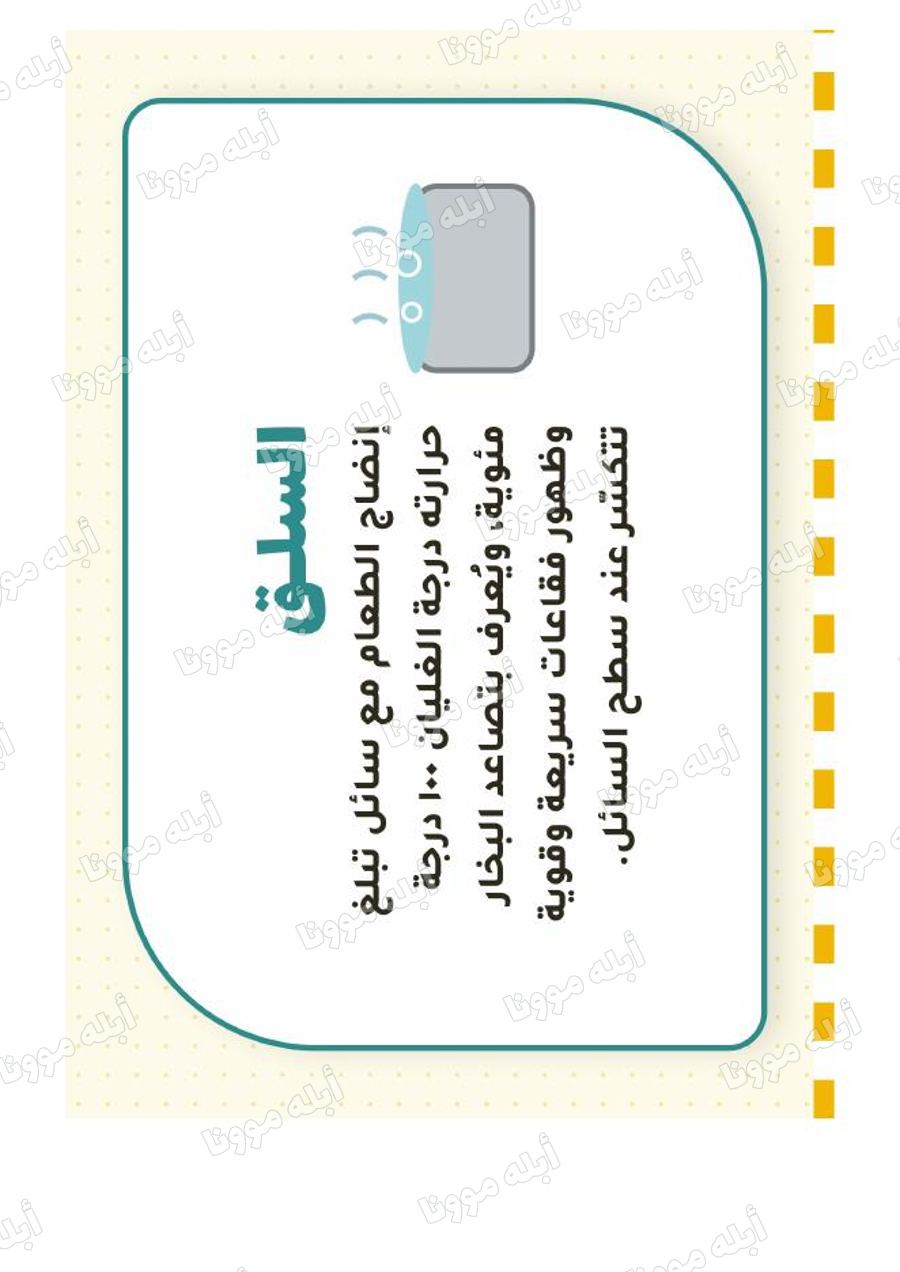 السلق
إنضاج الطعام مع سائل تبلغ
حرارته درجة الغليان ١٠٠ درجة
مئوية، ويُعرف بتصاعد البخار
وظهور فقاعات سريعة وقوية
تتكسّر عند سطح السائل.
أبله موونا